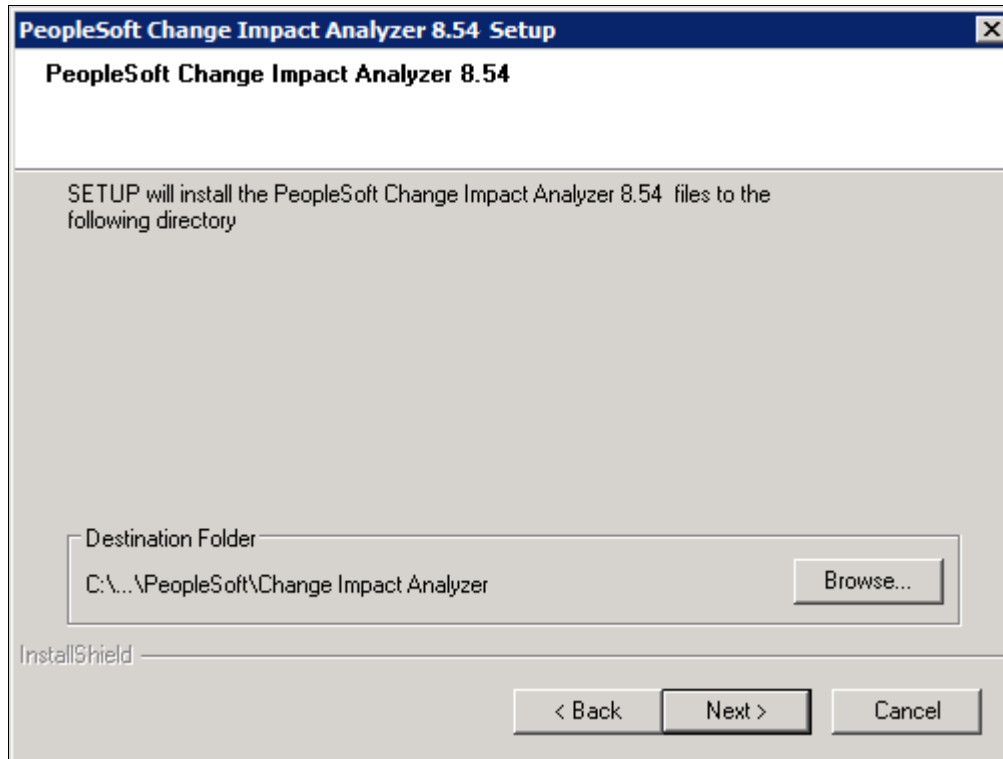 PeopleSoft Change Impact Analyzer 8.54 Setup
PeopleSoft Change Impact Analyzer 8.54
SETUP will install the PeopleSoft Change Impact Analyzer 8.54 files to the
following directory
Destination Folder
C:\...\PeopleSoft\Change Impact Analyzer
Browse...
InstallShield
< Back
Next >
Cancel